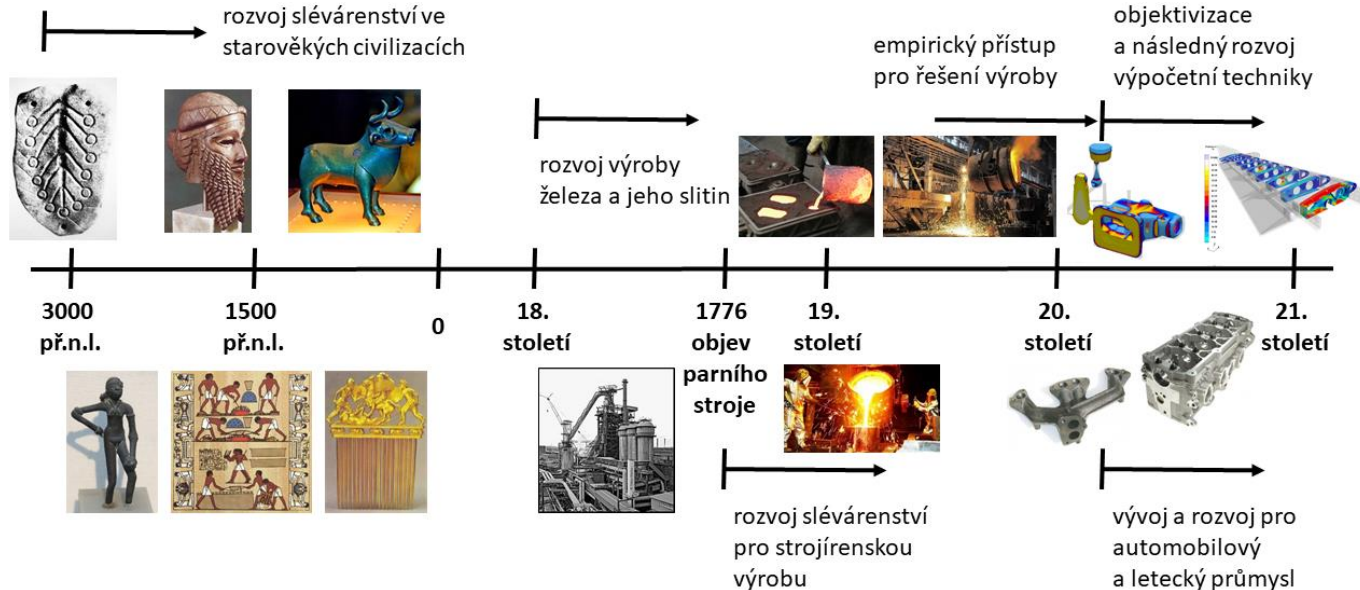 rozvoj slévárenství ve
starověkých civilizacích
empirický přístup
pro řešení výroby
objektivizace
a následný rozvoj
výpočetní techniky
rozvoj výroby
železa a jeho slitin
3000
př.n.l.
1500
př.n.l.
0
18.
století
1776
objev
parního
stroje
19.
století
20.
století
21.
století
rozvoj slévárenství
pro strojírenskou
výrobu
vývoj a rozvoj pro
automobilový
a letecký průmysl